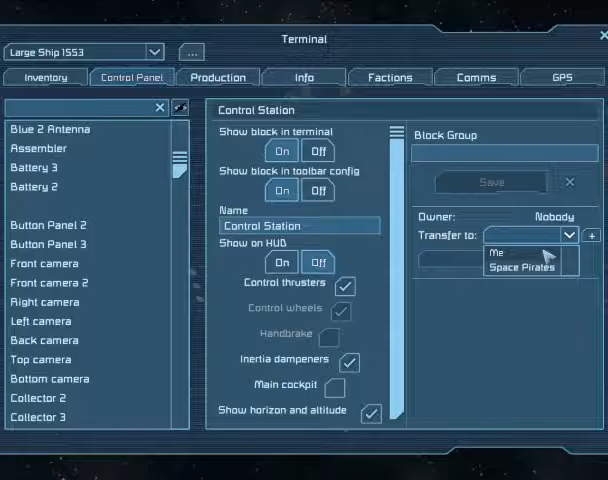 Terminal
Large Ship 1553
...
Inventory Control Panel Production Info Factions Comms GPS
Blue 2 Antenna
Assembler
Battery 3
Battery 2
Button Panel 2
Button Panel 3
Front camera
Front camera 2
Right camera
Left camera
Back camera
Top camera
Bottom camera
Collector 2
Collector 3
Control Station
Show block in terminal
On Off
Show block in toolbar config
On Off
Name
Control Station
Show on HUD
On Off
Control thrusters
Control wheels
Handbrake
Inertia dampeners
Main cockpit
Show horizon and altitude
Block Group
Save
Owner: Nobody
Transfer to:
+
Me
Space Pirates